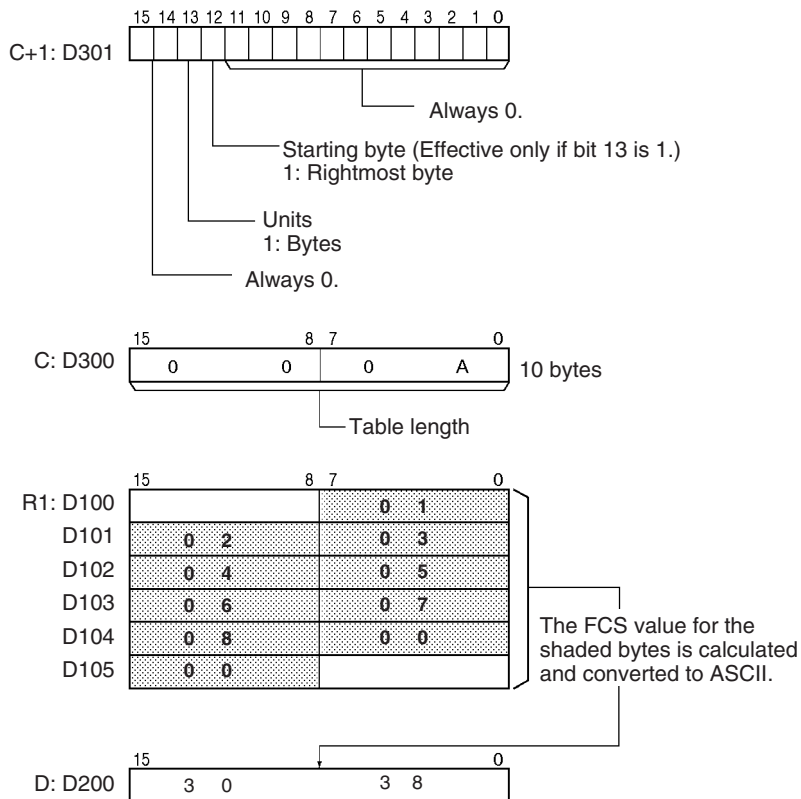 15 14 13 12 11 10 9 8 7 6 5 4 3 2 1 0
C+1: D301
Always 0.
Starting byte (Effective only if bit 13 is 1.)
1: Rightmost byte
Units
1: Bytes
Always 0.
15 8 7 0
C: D300 0 0 0 A 10 bytes
Table length
15 8 7 0
R1: D100 0 1
D101 0 2 0 3
D102 0 4 0 5
D103 0 6 0 7
D104 0 8 0 0
D105 0 0
The FCS value for the
shaded bytes is calculated
and converted to ASCII.
15 0
D: D200 3 0 3 8